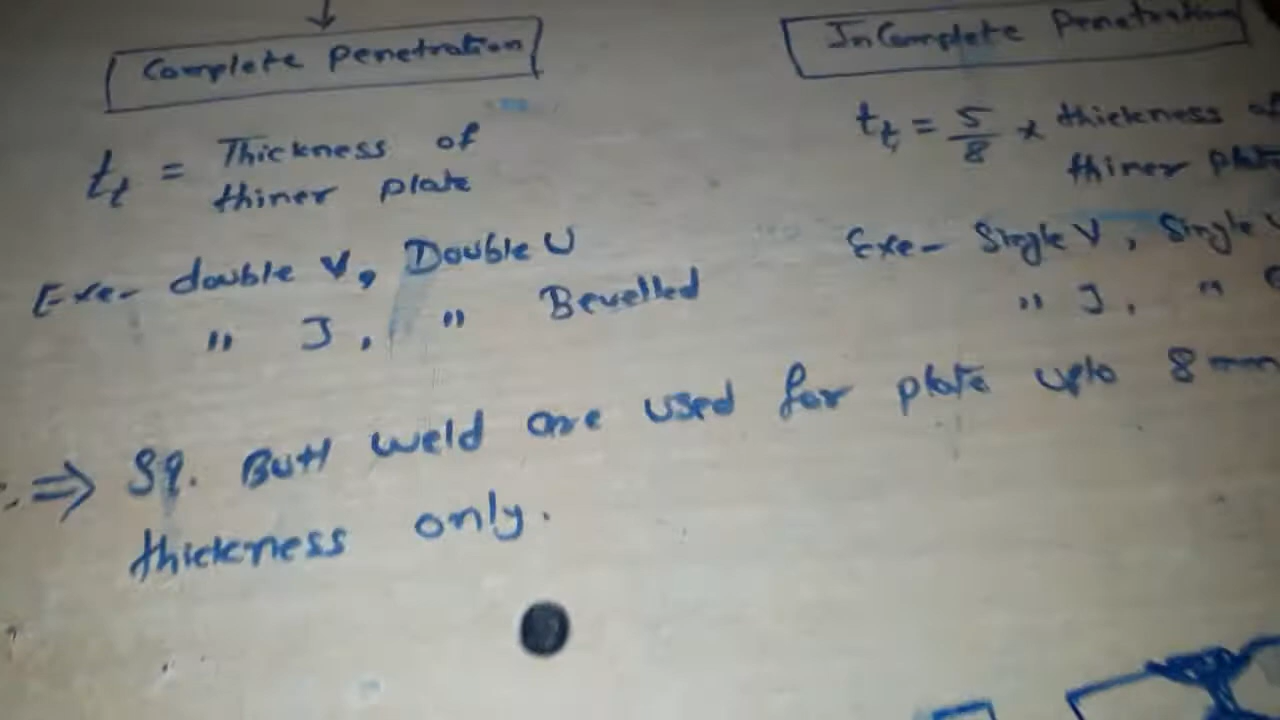 Complete Penetration
InComplete Penetration
tt = Thickness of
thiner plate
tt = 5/8 x thickness of
thiner plate
Exe- double V, Double U
" J, " Bevelled
Exe- Single V, Single
" J, "
⇒ Sq. Butt weld are used for plate upto 8mm
thickness only.